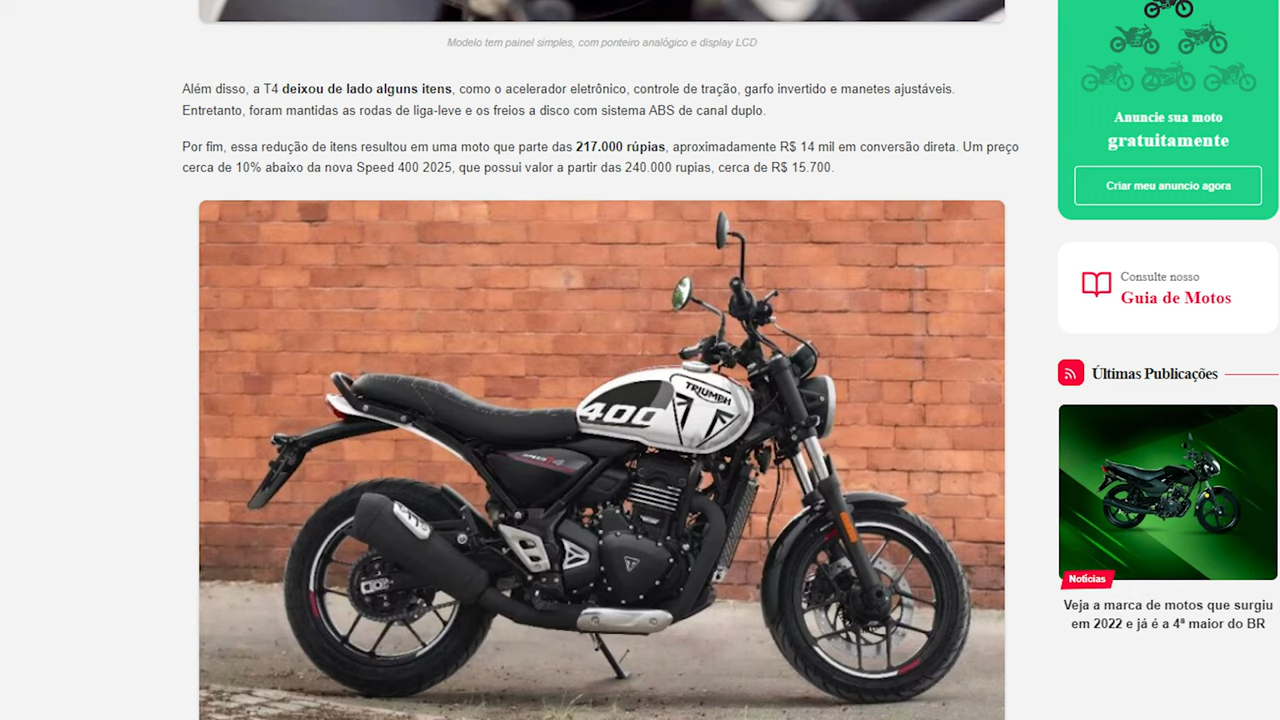 Modelo tem painel simples, com ponteiro analógico e display LCD
Além disso, a T4 deixou de lado alguns itens, como o acelerador eletrônico, controle de tração, garfo invertido e manetes ajustáveis.
Entretanto, foram mantidas as rodas de liga-leve e os freios a disco com sistema ABS de canal duplo.
Por fim, essa redução de itens resultou em uma moto que parte das 217.000 rúpias, aproximadamente R$ 14 mil em conversão direta. Um preço
cerca de 10% abaixo da nova Speed 400 2025, que possui valor a partir das 240.000 rupias, cerca de R$ 15.700.
TRIUMPH
400
T
SPEED T4
Anuncie sua moto
gratuitamente
Criar meu anuncio agora
Consulte nosso
Guia de Motos
Últimas Publicações
Notícias
Veja a marca de motos que surgiu
em 2022 e já é a 4ª maior do BR